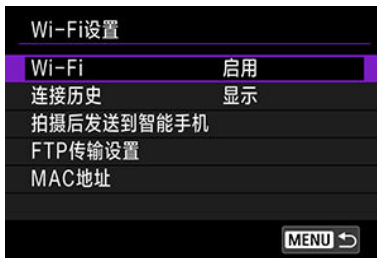 Wi-Fi设置
Wi-Fi 启用
连接历史 显示
拍摄后发送到智能手机
FTP传输设置
MAC地址
MENU